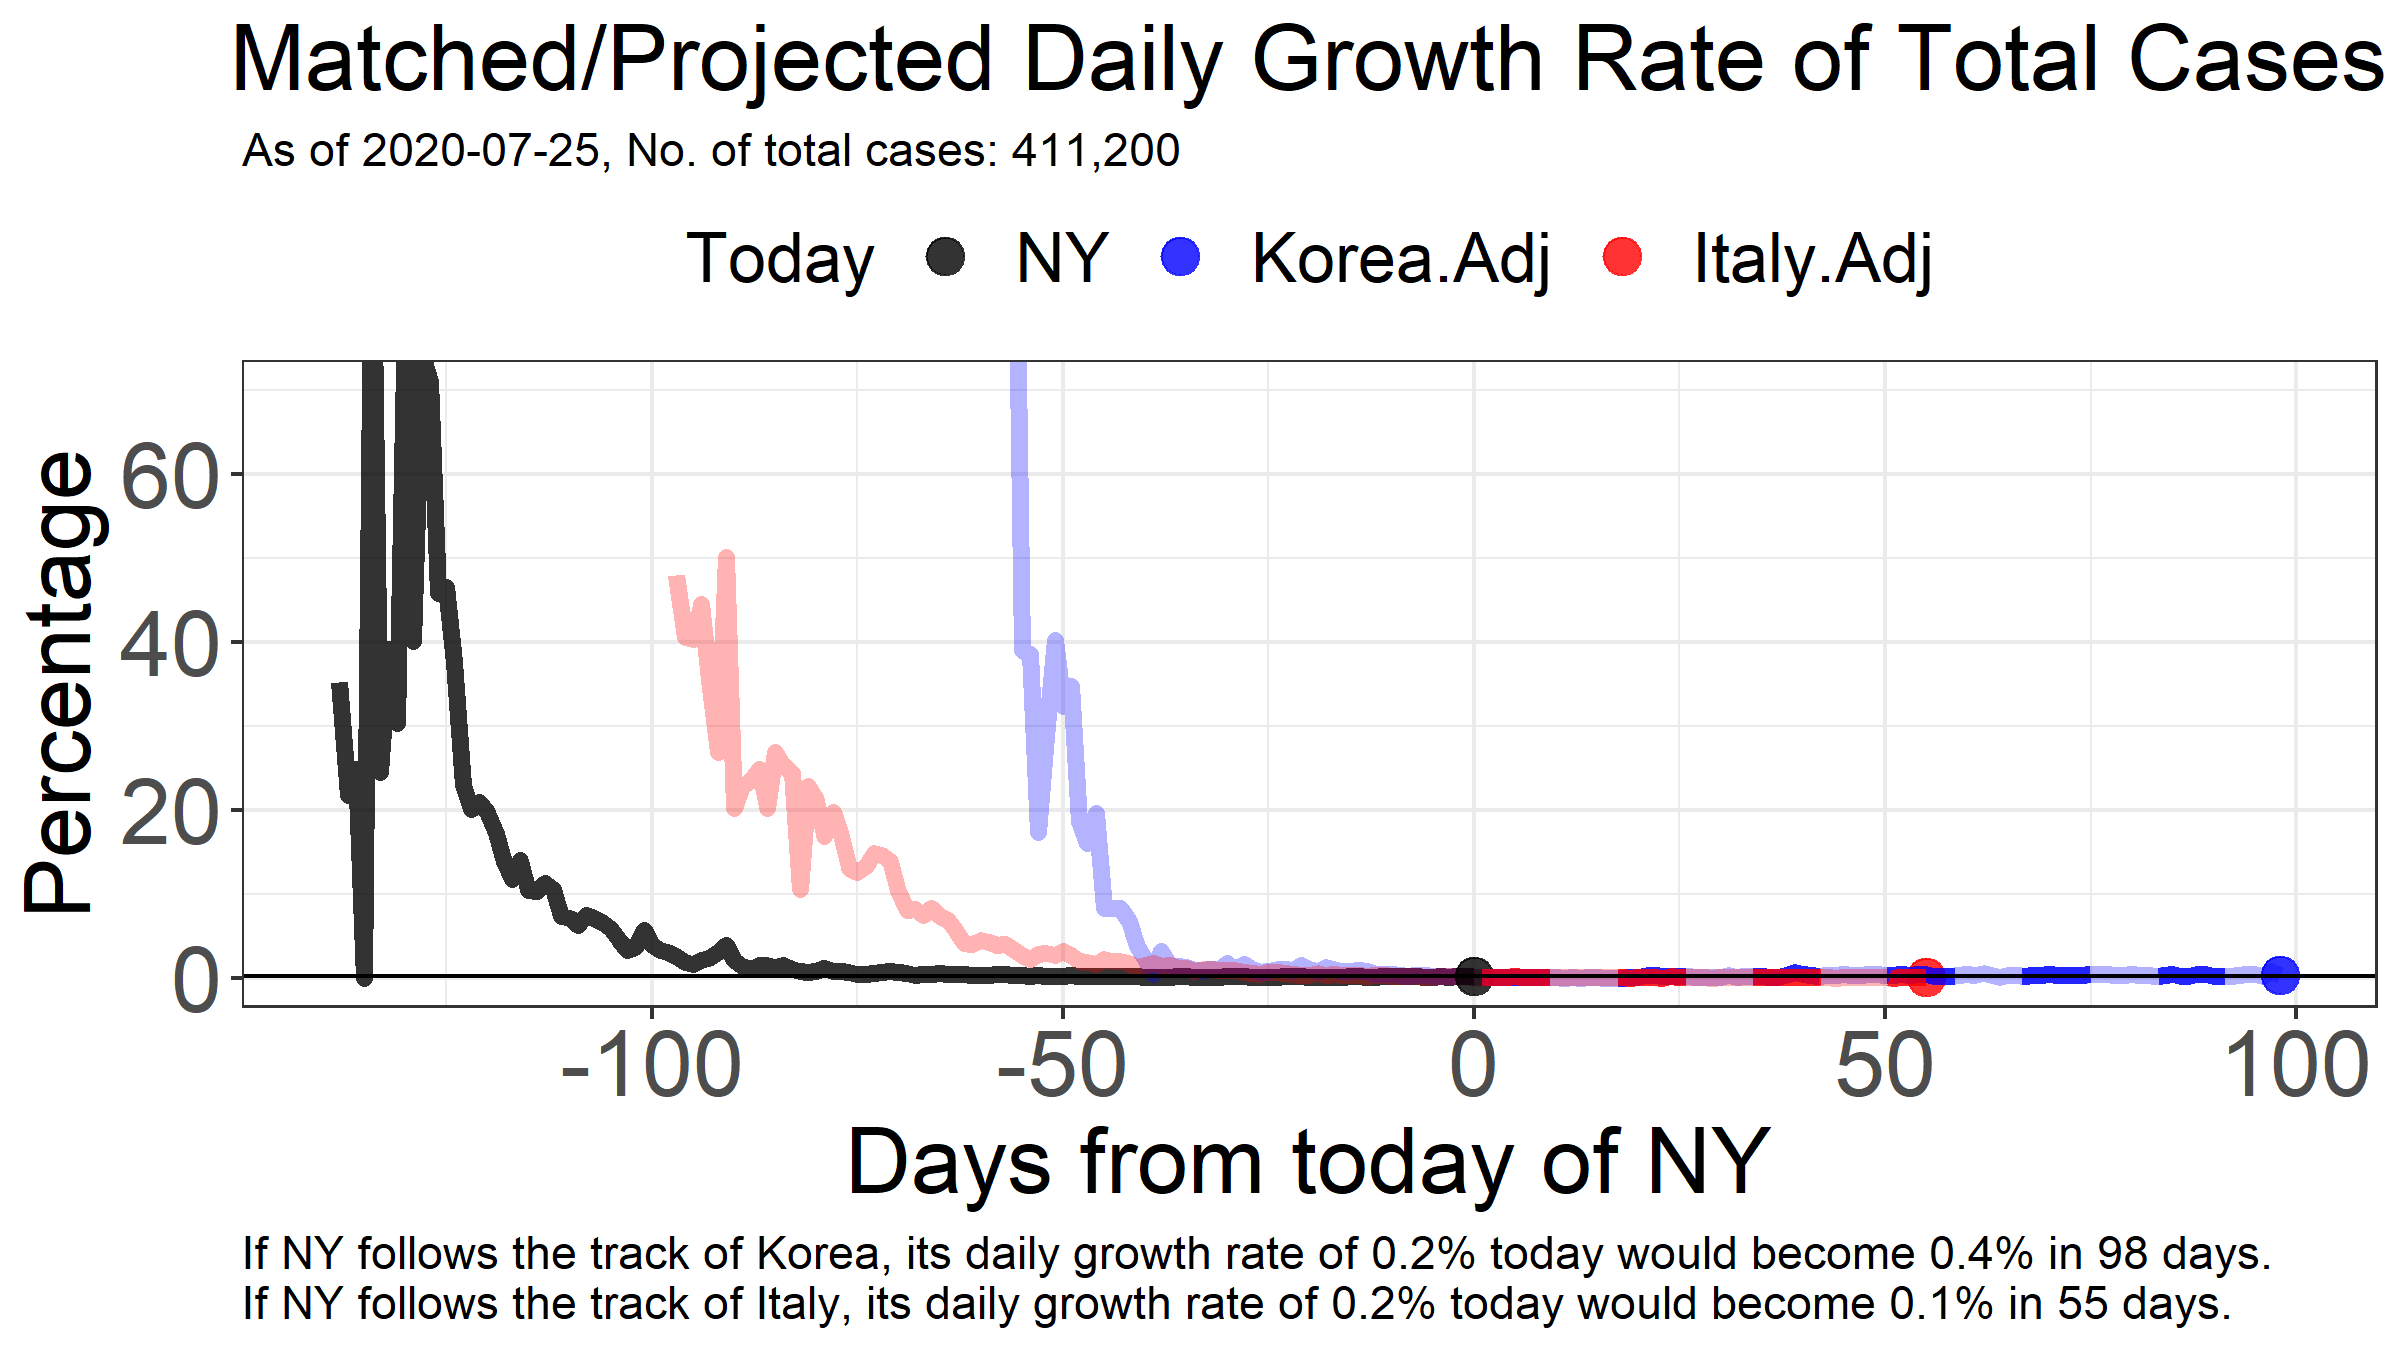 Matched/Projected Daily Growth Rate of Total Cases
As of 2020-07-25, No. of total cases: 411,200
Today NY Korea.Adj Italy.Adj
Percentage
60
40
20
0
-100 -50 0 50 100
Days from today of NY
If NY follows the track of Korea, its daily growth rate of 0.2% today would become 0.4% in 98 days.
If NY follows the track of Italy, its daily growth rate of 0.2% today would become 0.1% in 55 days.